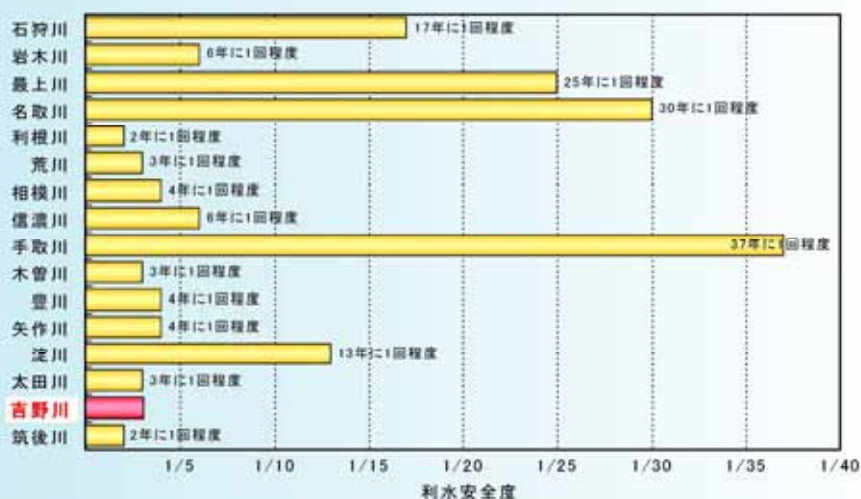 石狩川 17年に1回程度
岩木川 6年に1回程度
最上川 25年に1回程度
名取川 30年に1回程度
利根川 2年に1回程度
荒川 3年に1回程度
相模川 4年に1回程度
信濃川 6年に1回程度
手取川 37年に1回程度
木曽川 3年に1回程度
豊川 4年に1回程度
矢作川 4年に1回程度
淀川 13年に1回程度
太田川 3年に1回程度
吉野川
筑後川 2年に1回程度
1/5 1/10 1/15 1/20 1/25 1/30 1/35 1/40
利水安全度